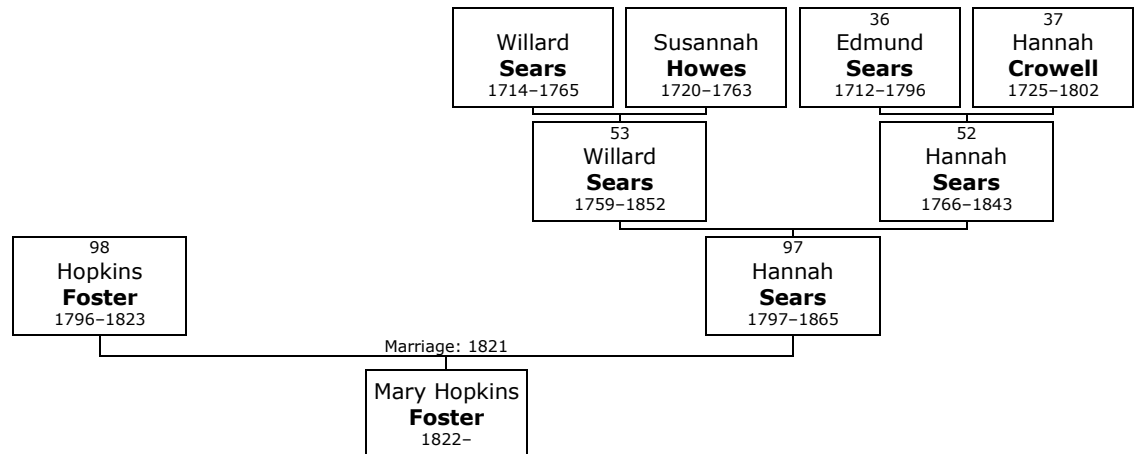 Willard
Sears
1714–1765
Susannah
Howes
1720–1763
36
Edmund
Sears
1712–1796
37
Hannah
Crowell
1725–1802
53
Willard
Sears
1759–1852
52
Hannah
Sears
1766–1843
98
Hopkins
Foster
1796–1823
97
Hannah
Sears
1797–1865
Marriage: 1821
Mary Hopkins
Foster
1822–